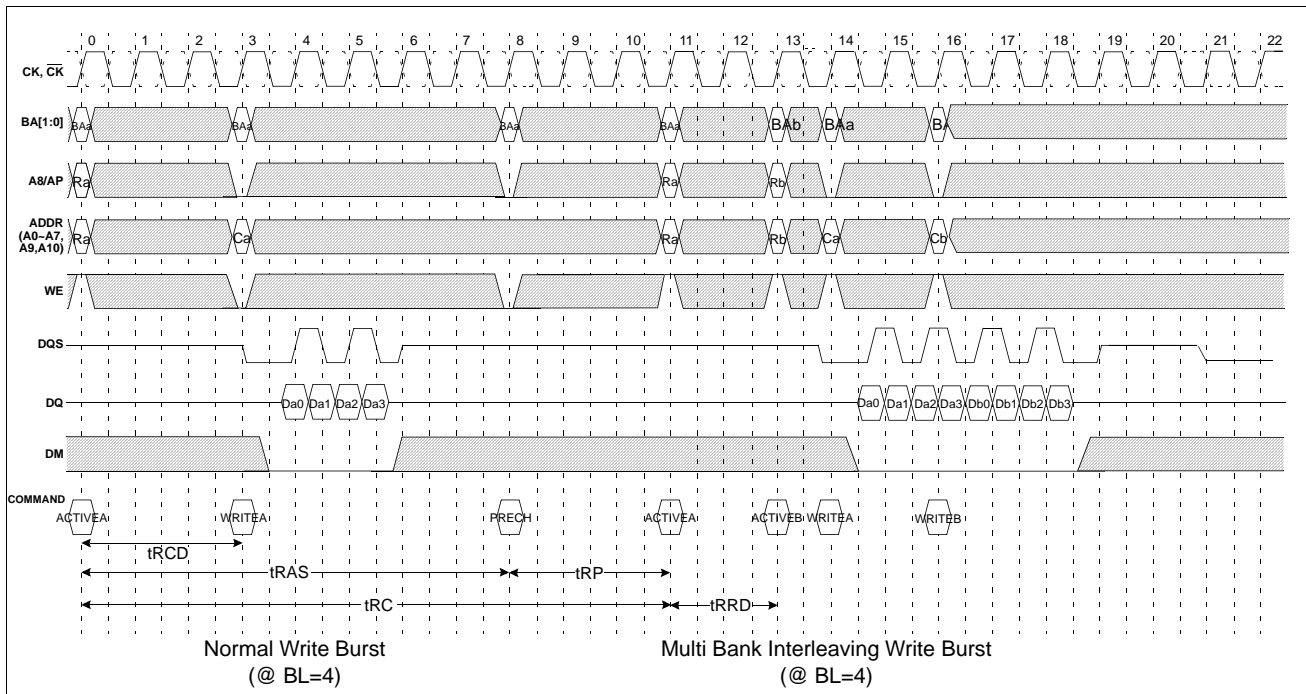 0 1 2 3 4 5 6 7 8 9 10 11 12 13 14 15 16 17 18 19 20 21 22
CK, CK
BA[1:0] BAa BAa BAa BAa BAb BAa BA
A8/AP Ra Ra Rb
ADDR
(A0~A7,
A9,A10) Ra Ca Ra Rb Ca Cb
WE
DQS
DQ Da0 Da1 Da2 Da3 Da0 Da1 Da2 Da3 Db0 Db1 Db2 Db3
DM
COMMAND
ACTIVEA WRITEA PRECH ACTIVEA ACTIVEB WRITEA WRITEB
tRCD
tRAS tRP
tRC tRRD
Normal Write Burst Multi Bank Interleaving Write Burst
(@ BL=4) (@ BL=4)